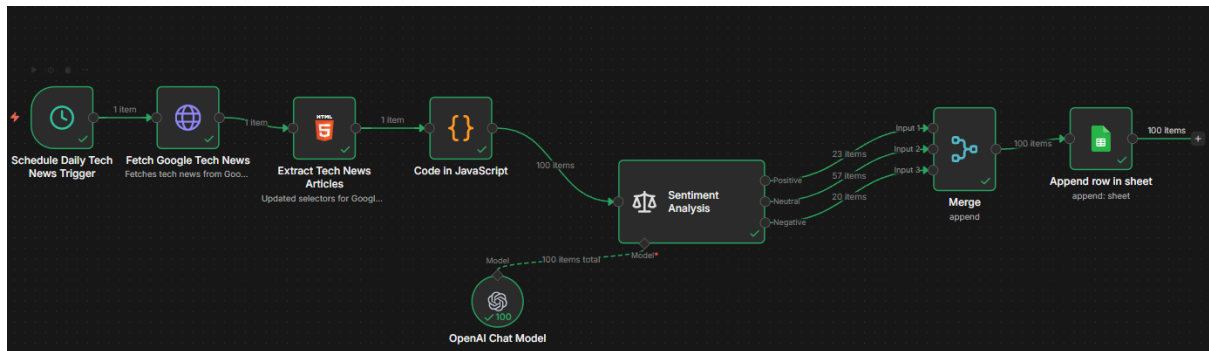 1 item
Schedule Daily Tech
News Trigger
Fetch Google Tech News
Fetches tech news from Goo...
1 item
HTML
5
Extract Tech News
Articles
Updated selectors for Googl...
1 item
{}
Code in JavaScript
100 items
Sentiment
Analysis
Positive
Neutral
Negative
Model*
Model
100 items total
100
OpenAI Chat Model
23 items
57 items
20 items
Input 1
Input 2
Input 3
Merge
append
100 items
Append row in sheet
append: sheet
100 items
+